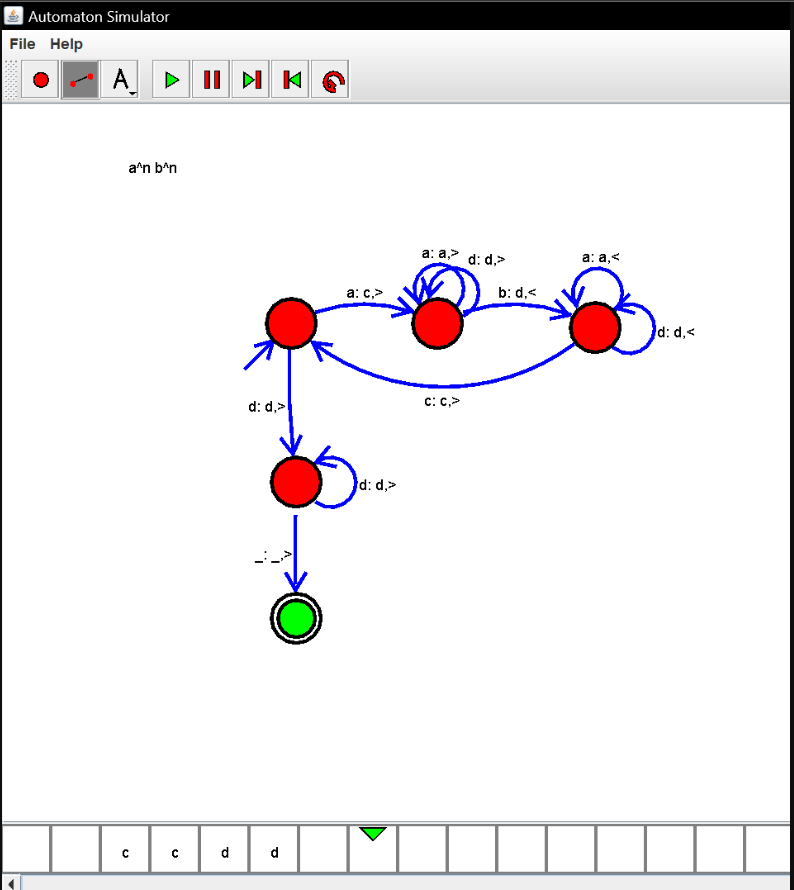 Automaton Simulator
File Help
A
a^n b^n
a: a,> d: d,> a: a,<
a: c,> b: d,<
d: d,<
c: c,>
d: d,>
d: d,>
_: _,>
c c d d